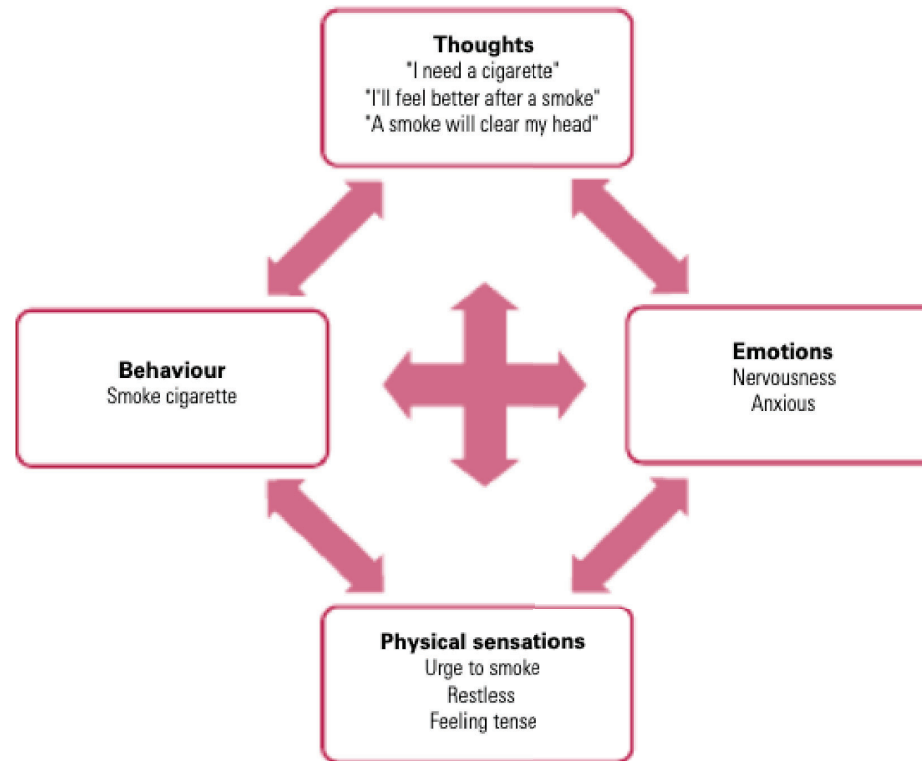 Thoughts
"I need a cigarette"
"I'll feel better after a smoke"
"A smoke will clear my head"
Behaviour
Smoke cigarette
Emotions
Nervousness
Anxious
Physical sensations
Urge to smoke
Restless
Feeling tense